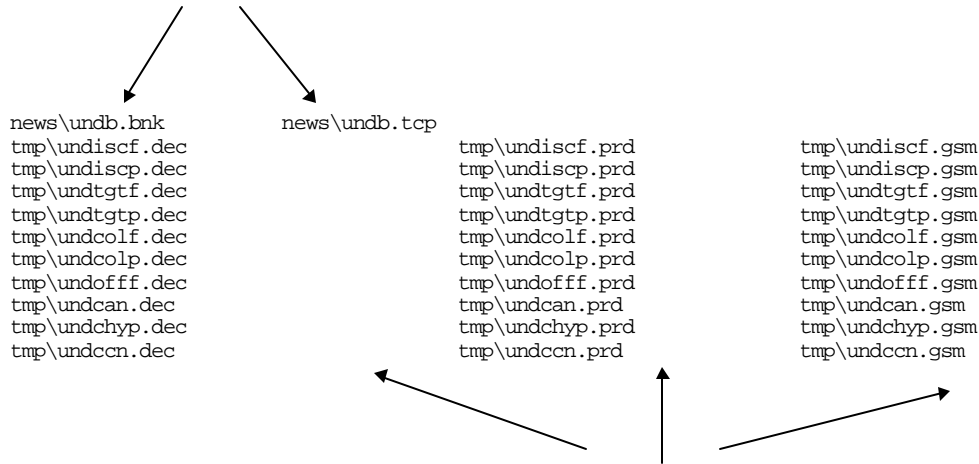 news\undb.bnk news\undb.tcp
tmp\undiscf.dec tmp\undiscf.prd tmp\undiscf.gsm
tmp\undiscp.dec tmp\undiscp.prd tmp\undiscp.gsm
tmp\undtgtf.dec tmp\undtgtf.prd tmp\undtgtf.gsm
tmp\undtgtp.dec tmp\undtgtp.prd tmp\undtgtp.gsm
tmp\undcolf.dec tmp\undcolf.prd tmp\undcolf.gsm
tmp\undcolp.dec tmp\undcolp.prd tmp\undcolp.gsm
tmp\undofff.dec tmp\undofff.prd tmp\undofff.gsm
tmp\undcan.dec tmp\undcan.prd tmp\undcan.gsm
tmp\undchyp.dec tmp\undchyp.prd tmp\undchyp.gsm
tmp\undccn.dec tmp\undccn.prd tmp\undccn.gsm